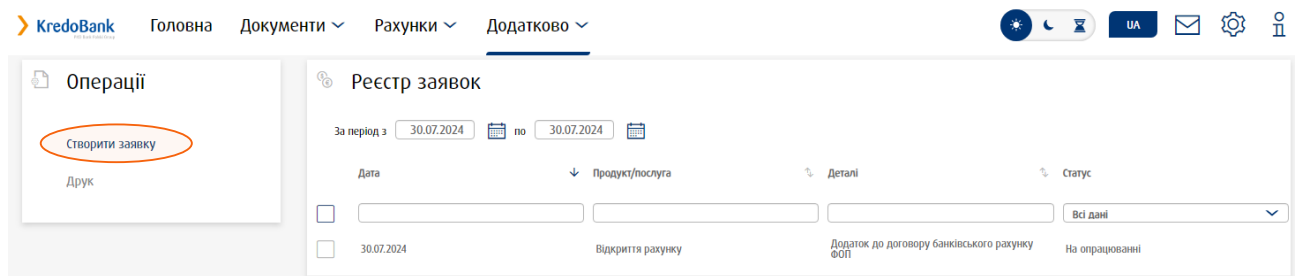 KredoBank Головна Документи Рахунки Додатково UA
Операції
Створити заявку
Друк
Реєстр заявок
За період з 30.07.2024 по 30.07.2024
Дата Продукт/послуга Деталі Статус
Всі дані
30.07.2024 Відкриття рахунку Додаток до договору банківського рахунку ФОП На опрацюванні